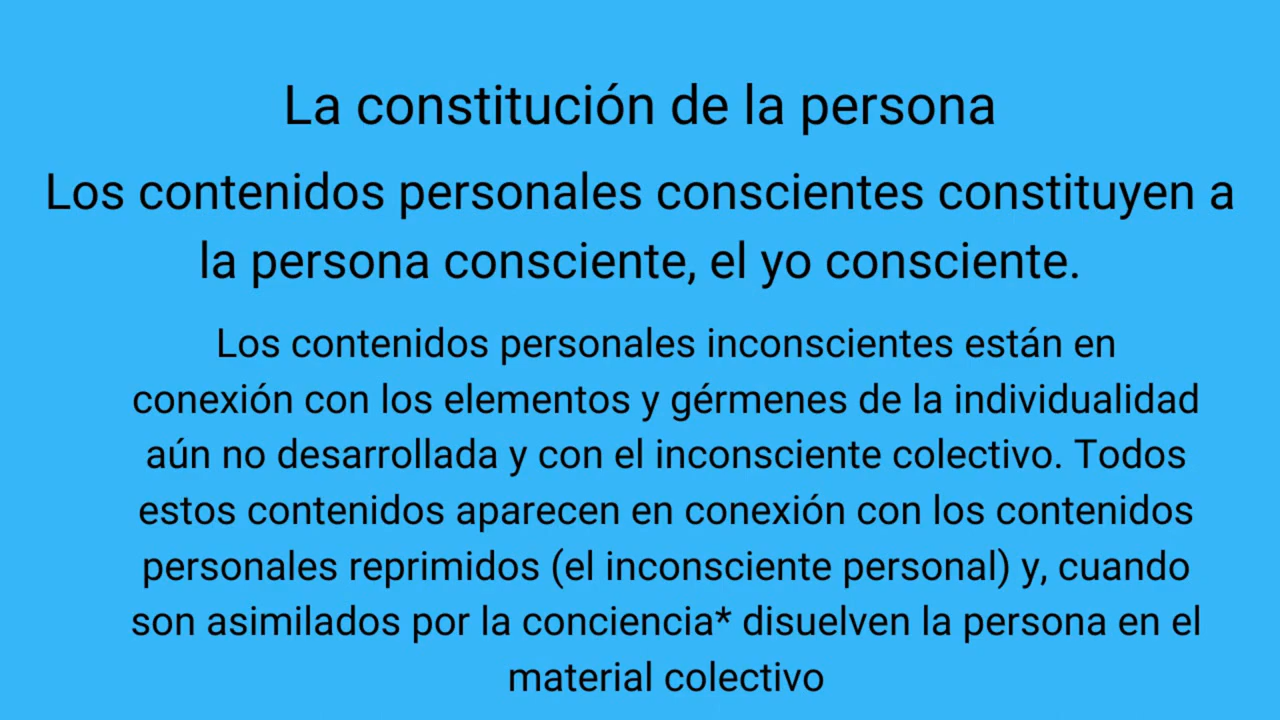 La constitución de la persona
Los contenidos personales conscientes constituyen a
la persona consciente, el yo consciente.
Los contenidos personales inconscientes están en
conexión con los elementos y gérmenes de la individualidad
aún no desarrollada y con el inconsciente colectivo. Todos
estos contenidos aparecen en conexión con los contenidos
personales reprimidos (el inconsciente personal) y, cuando
son asimilados por la conciencia* disuelven la persona en el
material colectivo